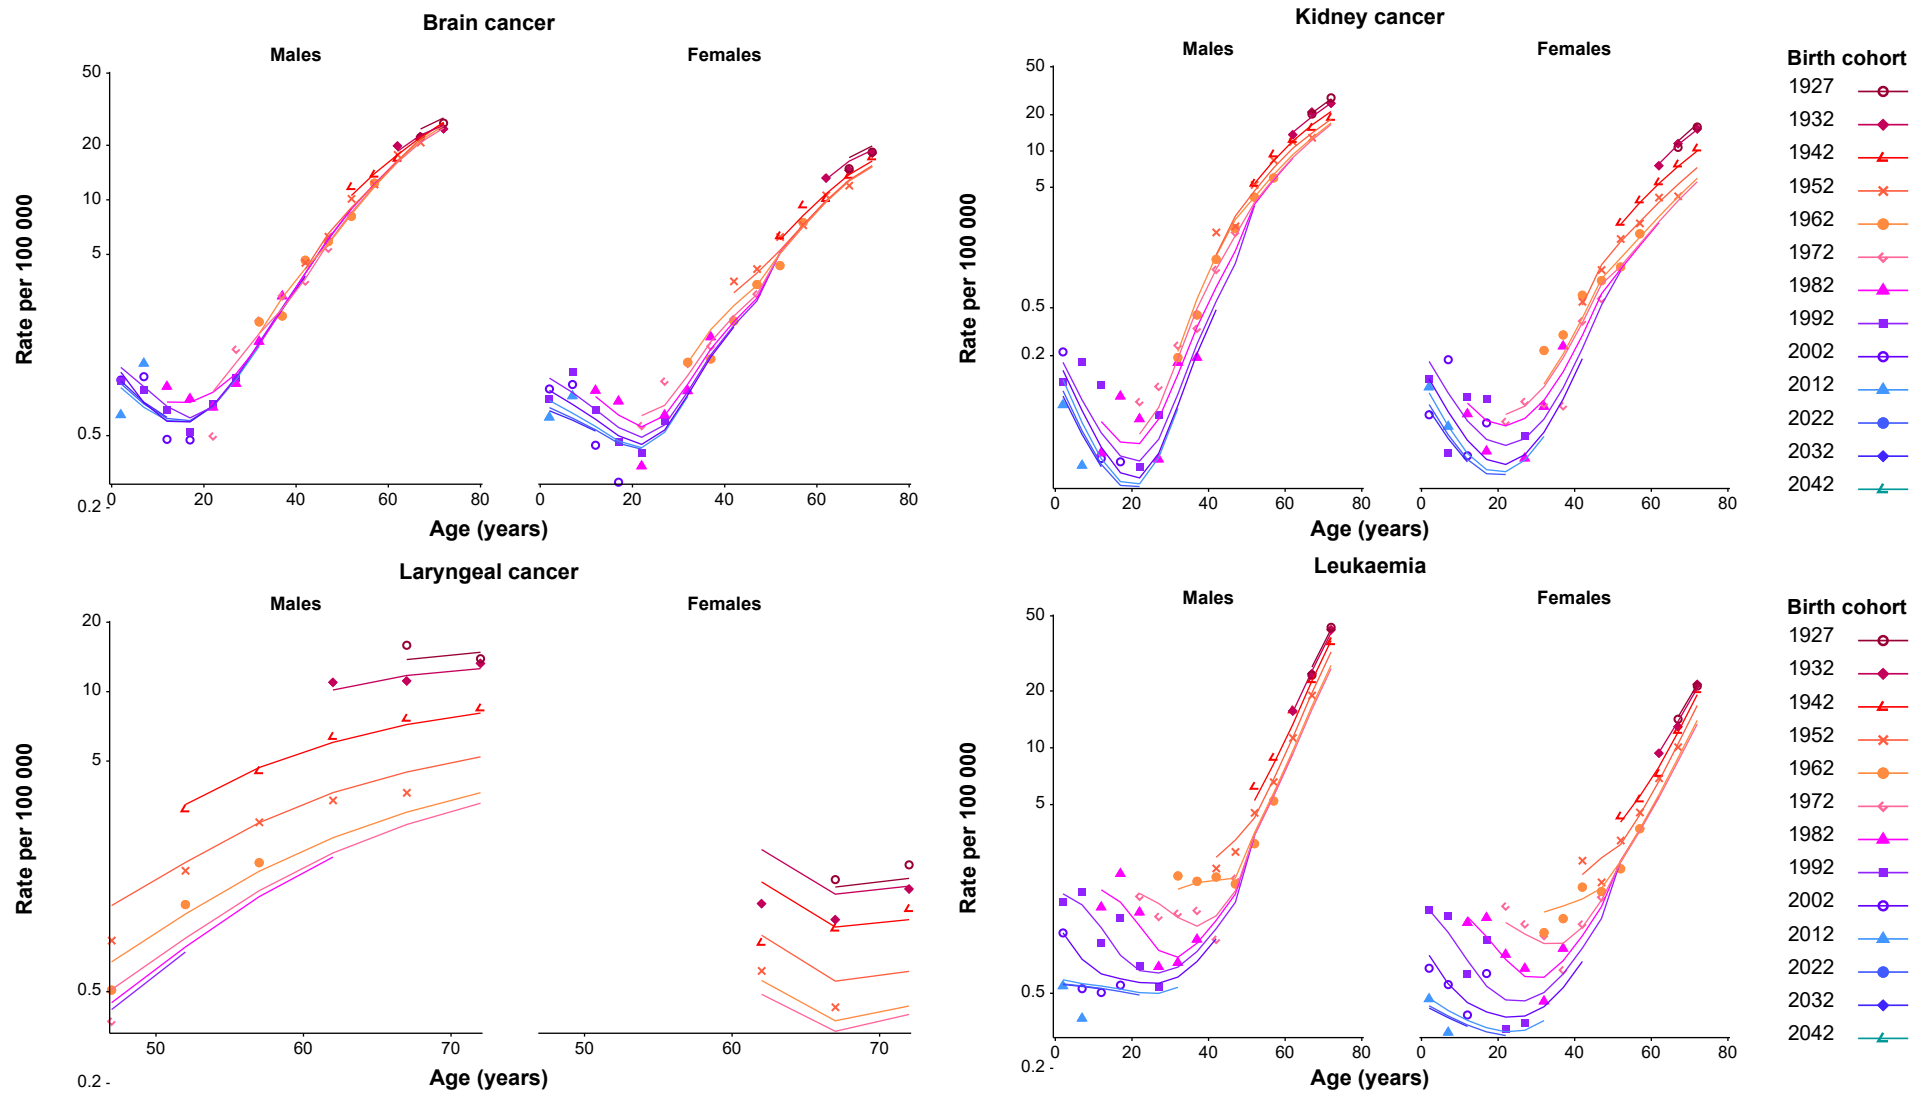 Brain cancer
Males
Females
Rate per 100 000
50
20
10
5
0.5
0.2
0 20 40 60 80
0 20 40 60 80
Age (years)
Kidney cancer
Males
Females
Rate per 100 000
50
20
10
5
0.5
0.2
0 20 40 60 80
0 20 40 60 80
Age (years)
Birth cohort
1927
1932
1942
1952
1962
1972
1982
1992
2002
2012
2022
2032
2042
Laryngeal cancer
Males
Females
Rate per 100 000
20
10
5
0.5
0.2
50 60 70
50 60 70
Age (years)
Leukaemia
Males
Females
Rate per 100 000
50
20
10
5
0.5
0.2
0 20 40 60 80
0 20 40 60 80
Age (years)
Birth cohort
1927
1932
1942
1952
1962
1972
1982
1992
2002
2012
2022
2032
2042